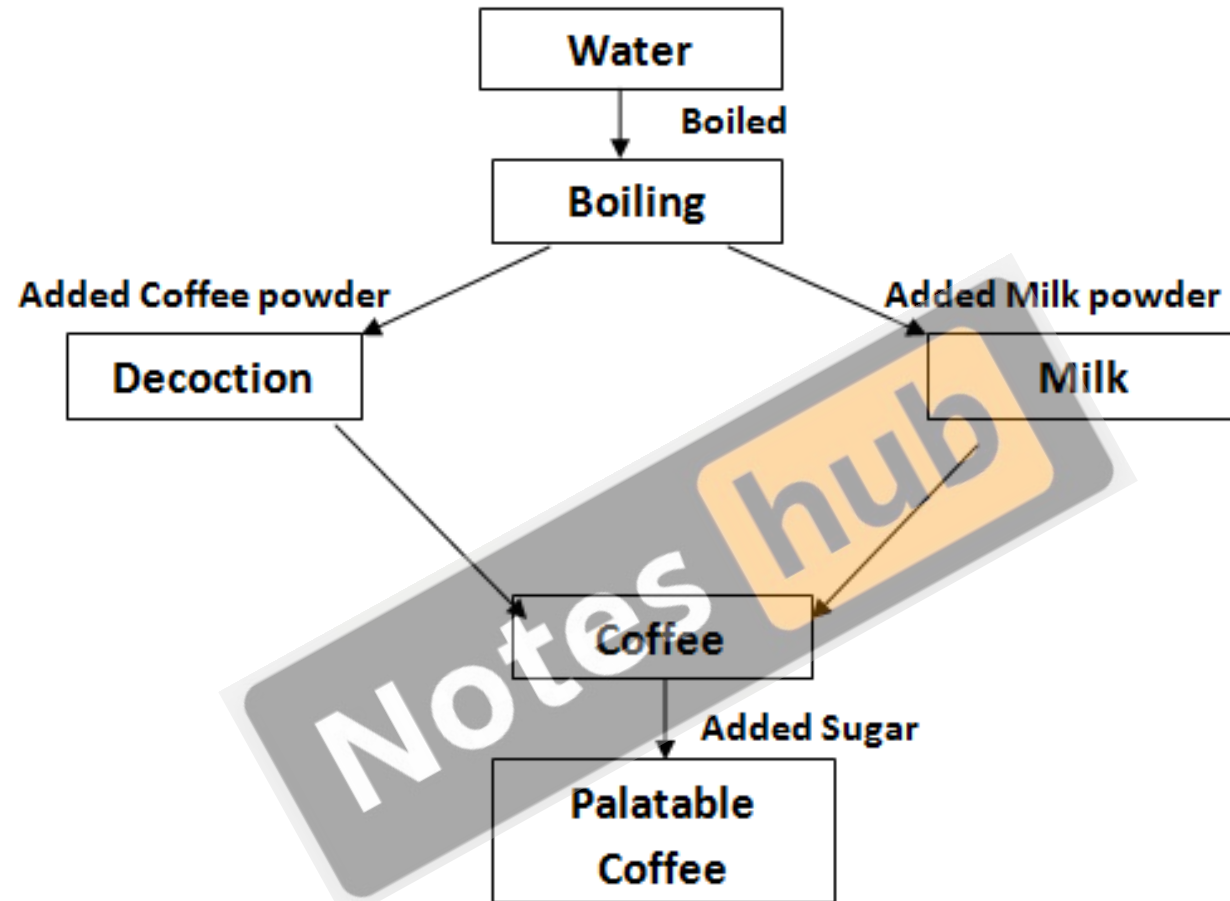 Water
Boiled
Boiling
Added Coffee powder
Added Milk powder
Decoction
Milk
Coffee
Added Sugar
Palatable
Coffee
Notes hub